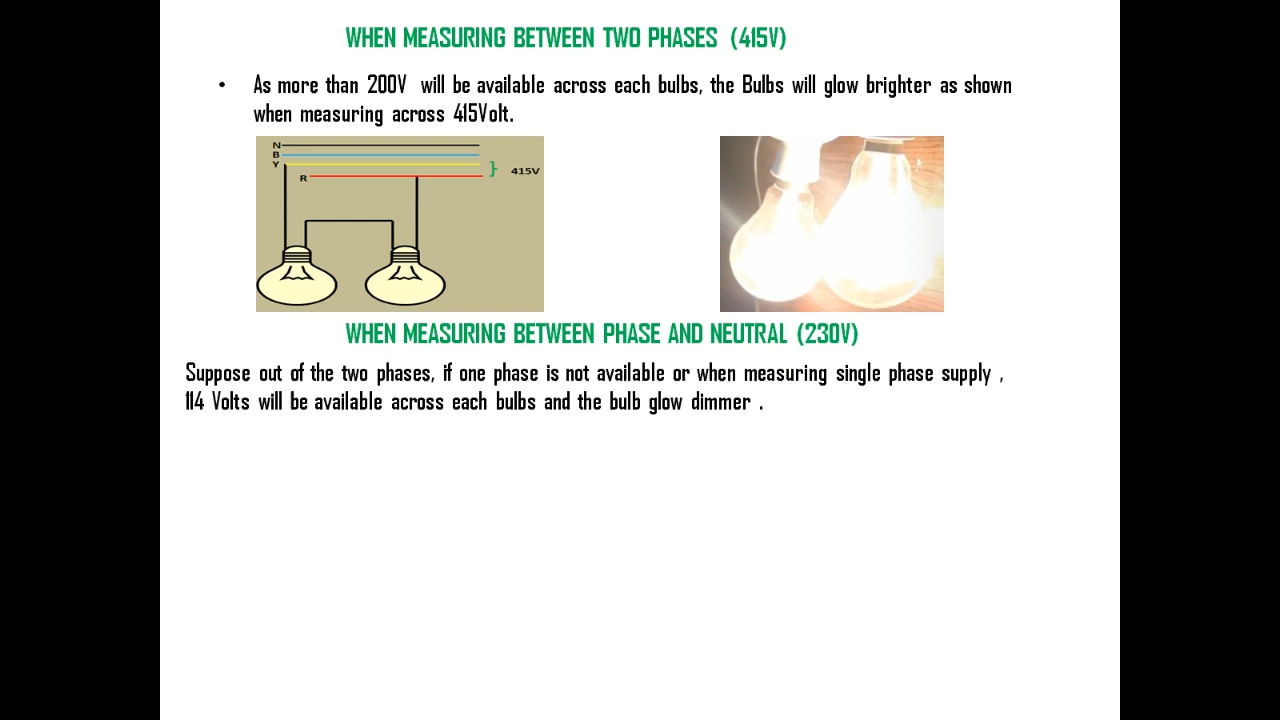 WHEN MEASURING BETWEEN TWO PHASES (415V)
• As more than 200V will be available across each bulbs, the Bulbs will glow brighter as shown
when measuring across 415Volt.
N
B
Y
R
415V
WHEN MEASURING BETWEEN PHASE AND NEUTRAL (230V)
Suppose out of the two phases, if one phase is not available or when measuring single phase supply ,
114 Volts will be available across each bulbs and the bulb glow dimmer .